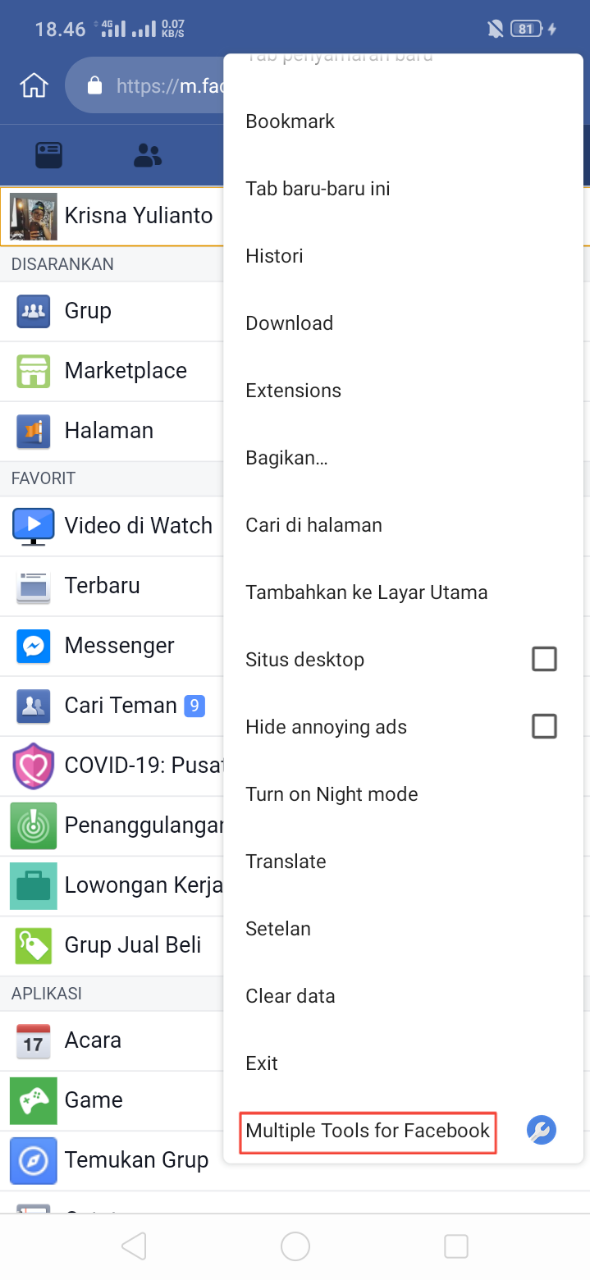 18.46 4G 0.07 KB/S 81
https://m.fac
Tab penyamaran baru
Bookmark
Tab baru-baru ini
Histori
Download
Extensions
Bagikan...
Cari di halaman
Tambahkan ke Layar Utama
Situs desktop
Hide annoying ads
Turn on Night mode
Translate
Setelan
Clear data
Exit
Multiple Tools for Facebook
Krisna Yulianto
DISARANKAN
Grup
Marketplace
Halaman
FAVORIT
Video di Watch
Terbaru
Messenger
Cari Teman 9
COVID-19: Pusat
Penanggulangan
Lowongan Kerja
Grup Jual Beli
APLIKASI
17 Acara
Game
Temukan Grup